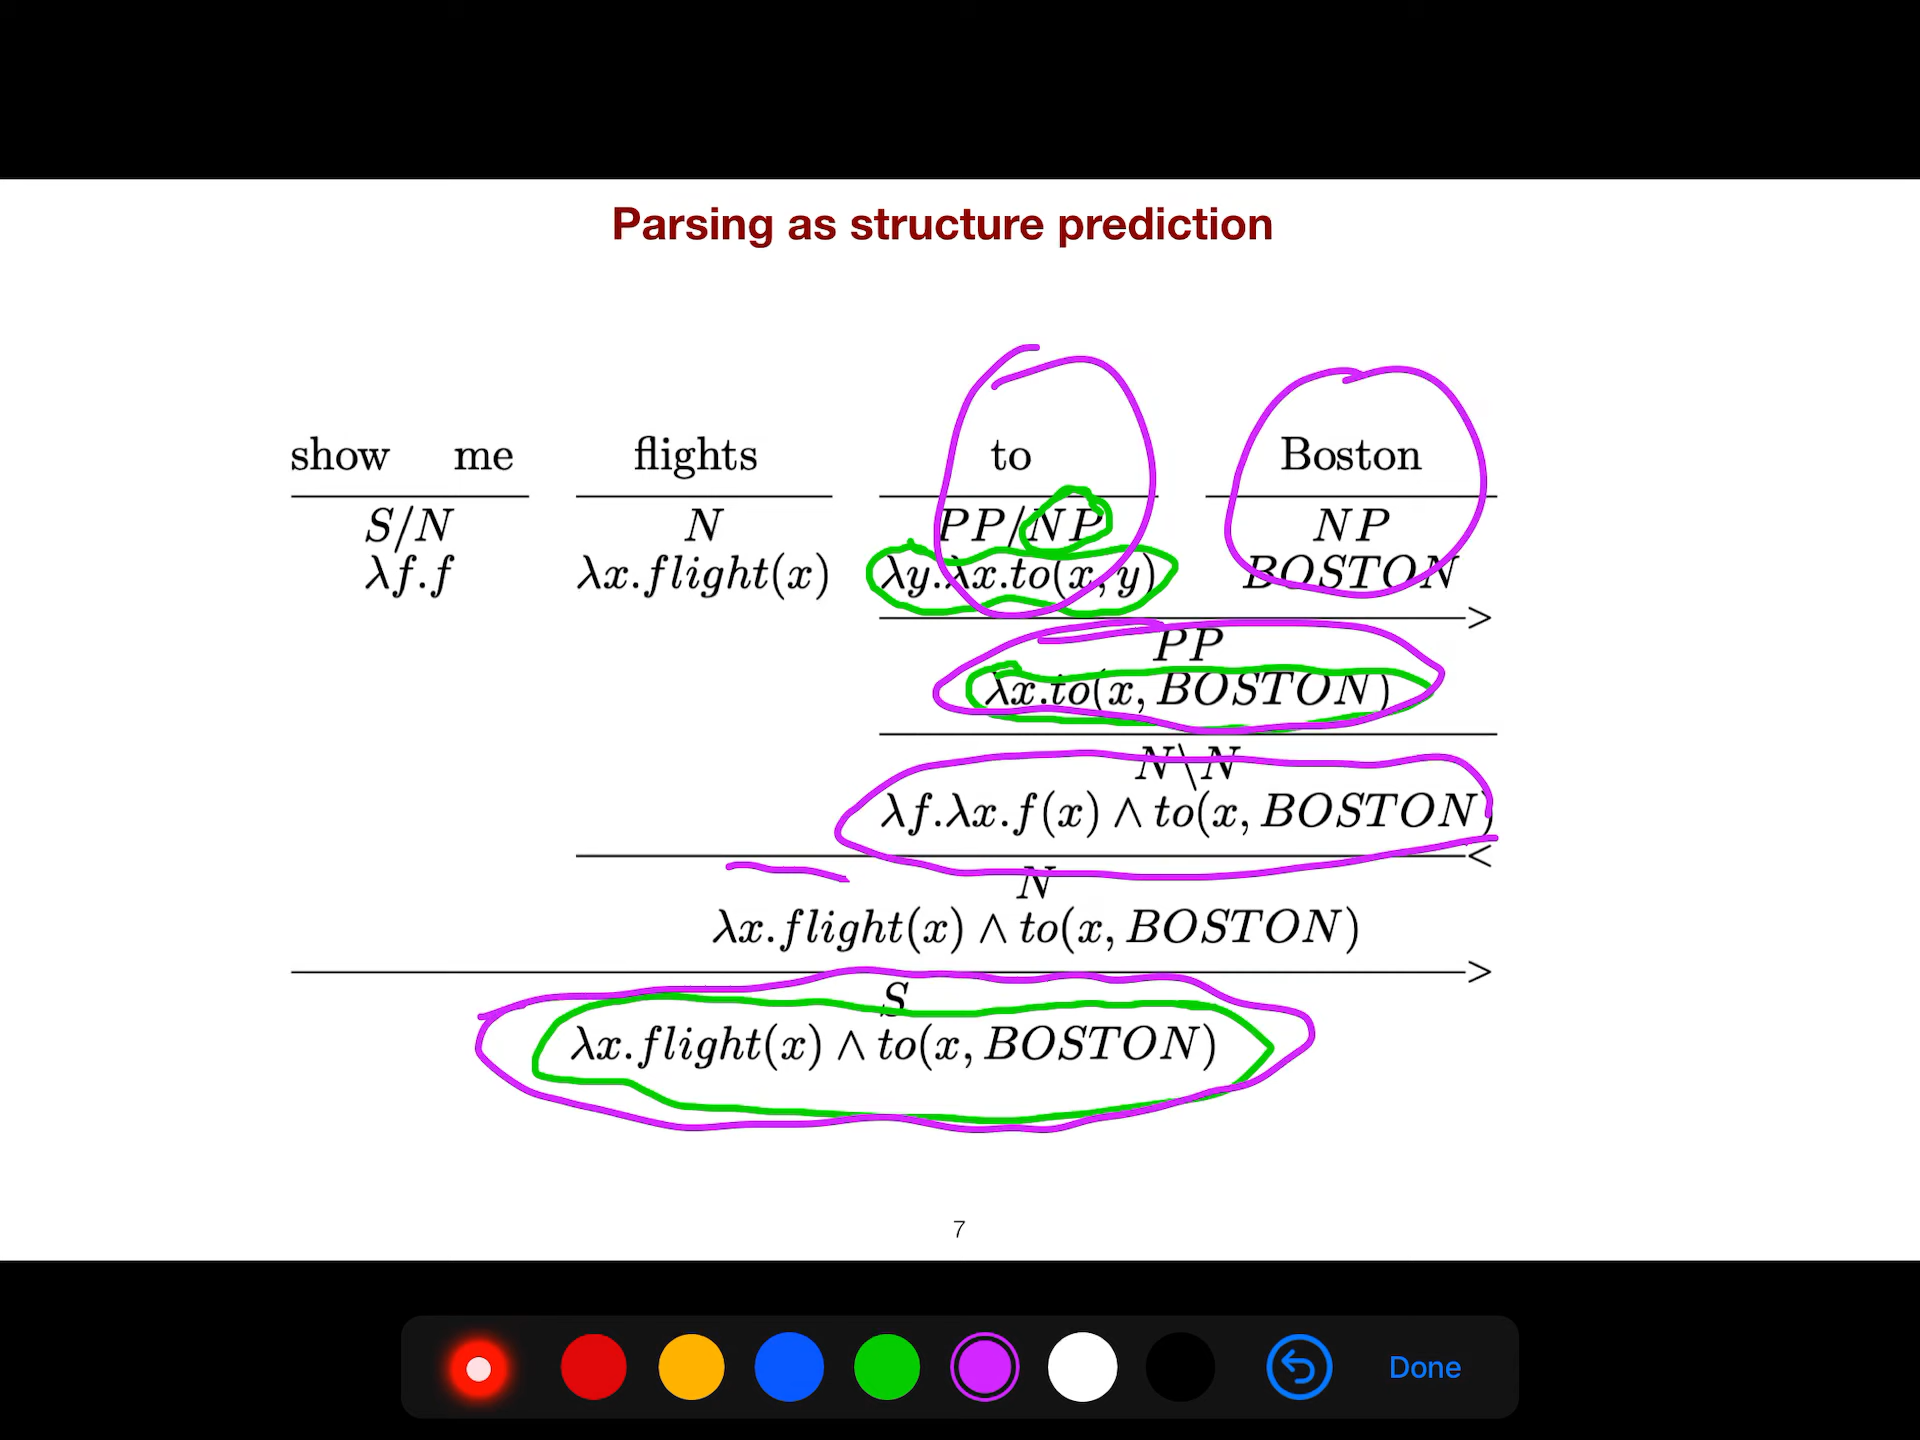 Parsing as structure prediction
show me flights to Boston
S/N N PP/NP NP
λf.f λx.flight(x) λy.λx.to(x, y) BOSTON
>
PP
λx.to(x, BOSTON)
N\N
λf.λx.f(x) ∧ to(x, BOSTON)
<
N
λx.flight(x) ∧ to(x, BOSTON)
>
S
λx.flight(x) ∧ to(x, BOSTON)
7
Done